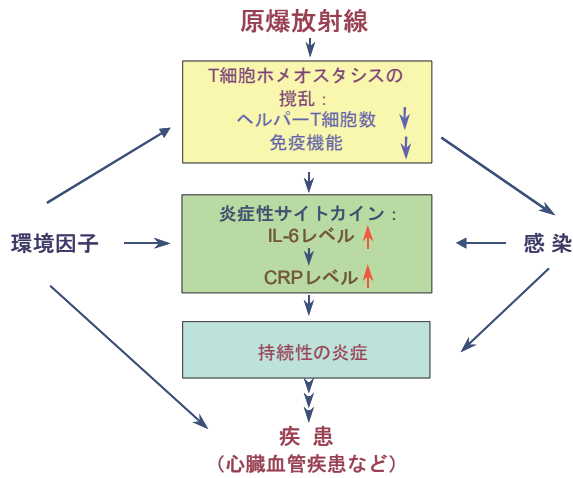 原爆放射線
T細胞ホメオスタシスの
撹乱：
ヘルパーT細胞数
免疫機能
炎症性サイトカイン：
IL-6レベル
環境因子
感 染
CRPレベル
持続性の炎症
疾 患
（心臓血管疾患など）